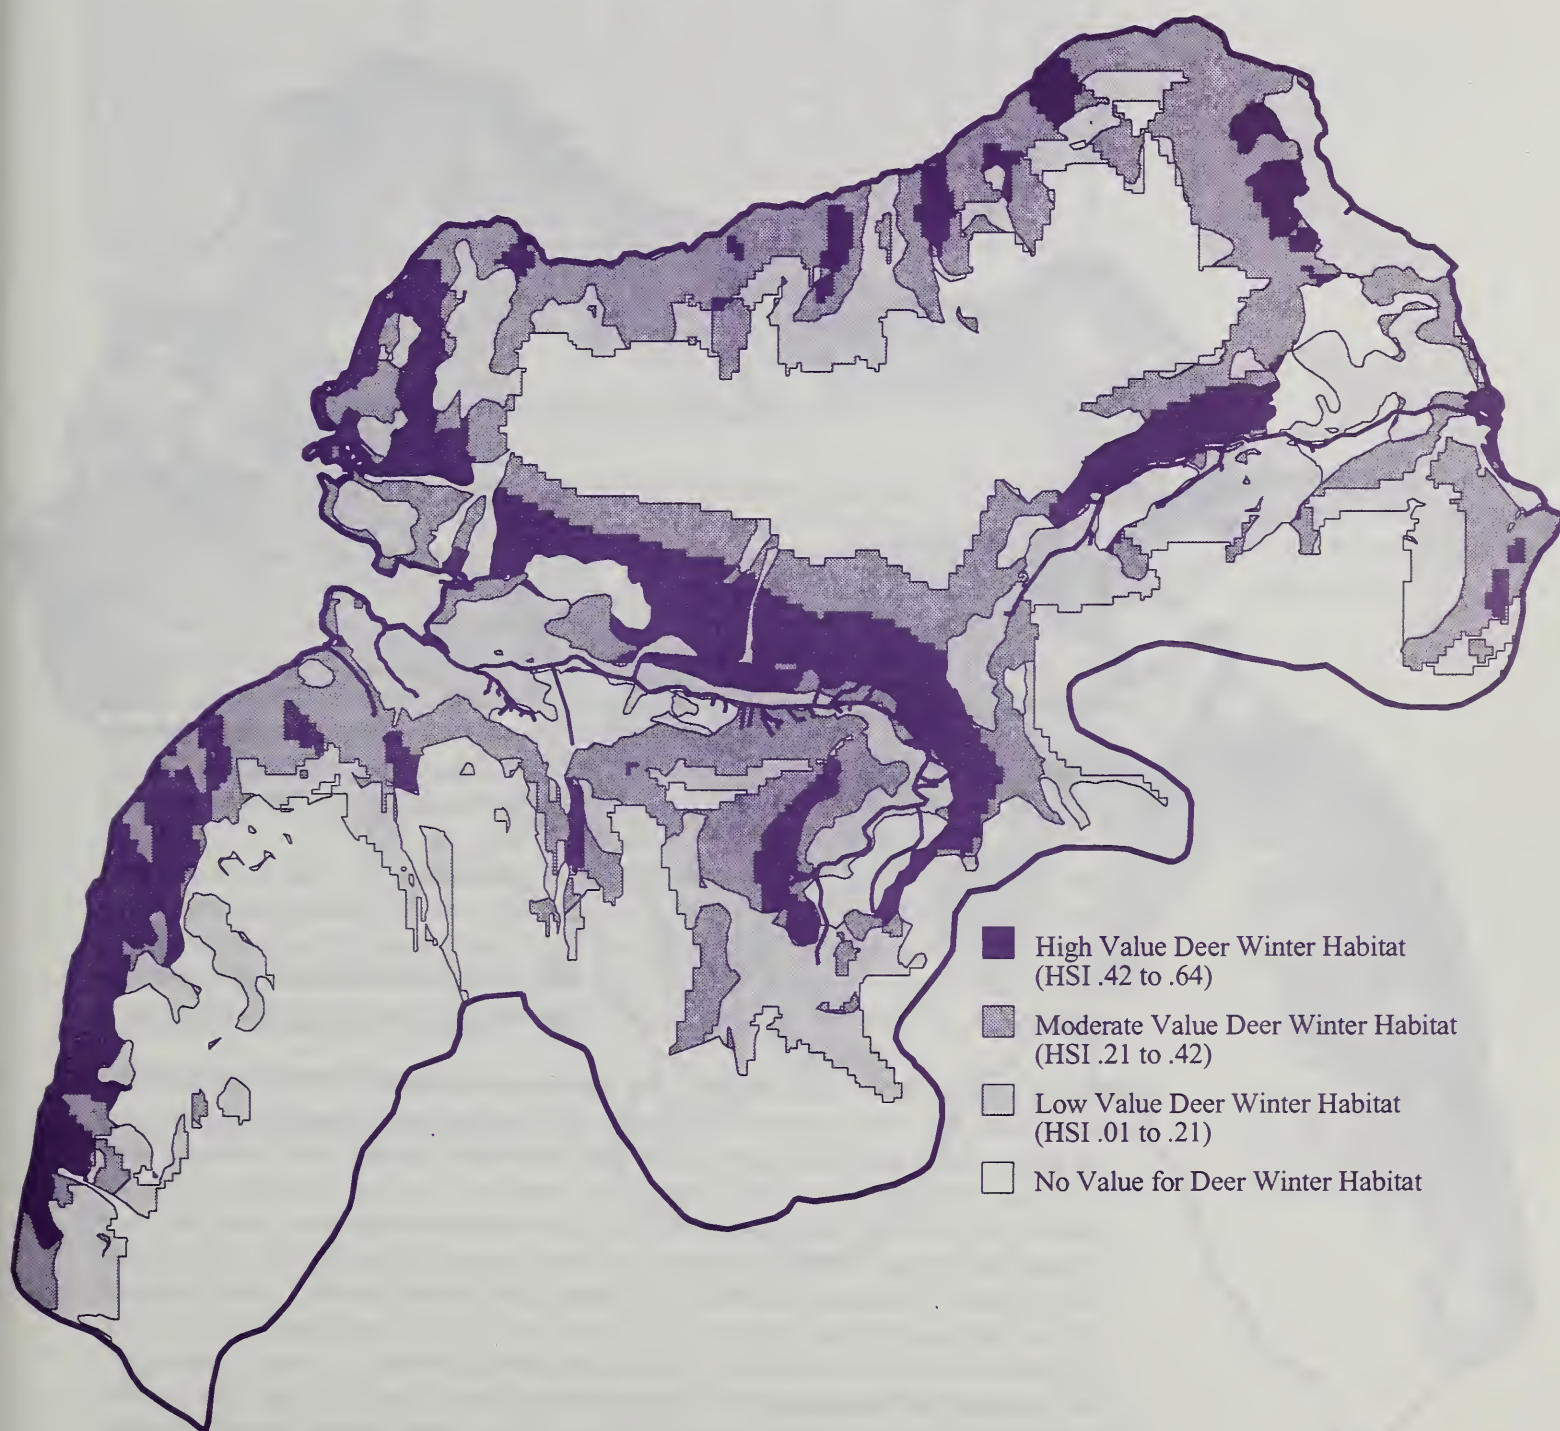 High Value Deer Winter Habitat
(HSI .42 to .64)
Moderate Value Deer Winter Habitat
(HSI .21 to .42)
Low Value Deer Winter Habitat
(HSI .01 to .21)
No Value for Deer Winter Habitat